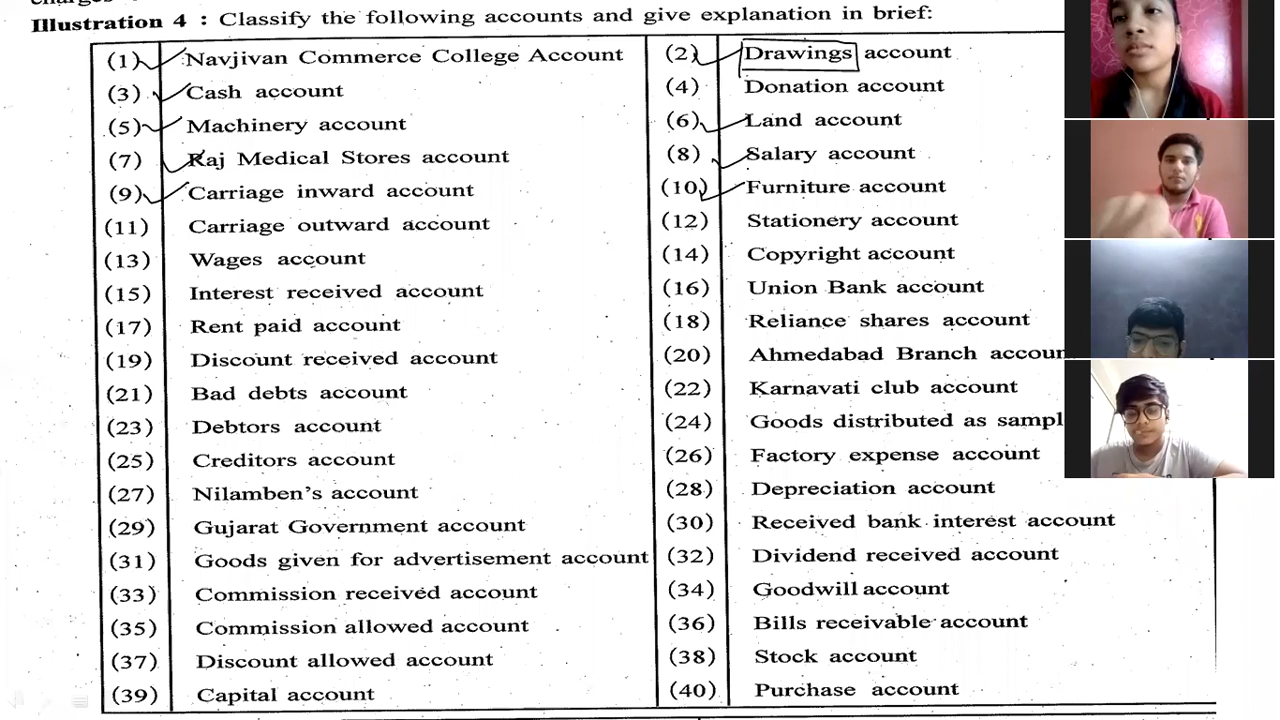 Illustration 4 : Classify the following accounts and give explanation in brief:
(1) Navjivan Commerce College Account (2) Drawings account
(3) Cash account (4) Donation account
(5) Machinery account (6) Land account
(7) Raj Medical Stores account (8) Salary account
(9) Carriage inward account (10) Furniture account
(11) Carriage outward account (12) Stationery account
(13) Wages account (14) Copyright account
(15) Interest received account (16) Union Bank account
(17) Rent paid account (18) Reliance shares account
(19) Discount received account (20) Ahmedabad Branch accoun
(21) Bad debts account (22) Karnavati club account
(23) Debtors account (24) Goods distributed as sampl
(25) Creditors account (26) Factory expense account
(27) Nilamben's account (28) Depreciation account
(29) Gujarat Government account (30) Received bank interest account
(31) Goods given for advertisement account (32) Dividend received account
(33) Commission received account (34) Goodwill account
(35) Commission allowed account (36) Bills receivable account
(37) Discount allowed account (38) Stock account
(39) Capital account (40) Purchase account